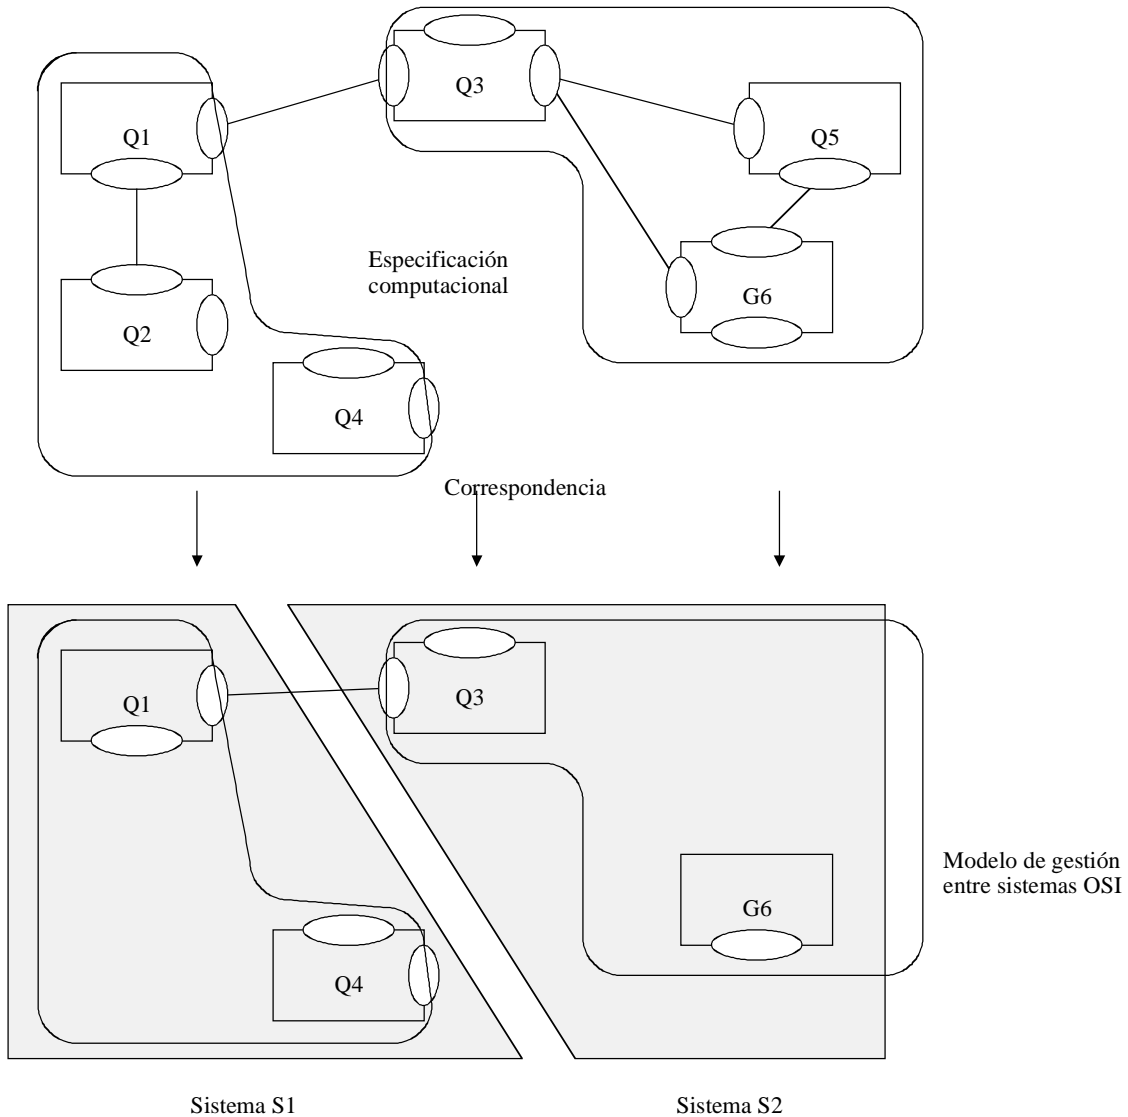 Q3
Q1
Q5
Especificación
computacional
G6
Q2
Q4
Correspondencia
Q1
Q3
Modelo de gestión
entre sistemas OSI
G6
Q4
Sistema S1
Sistema S2